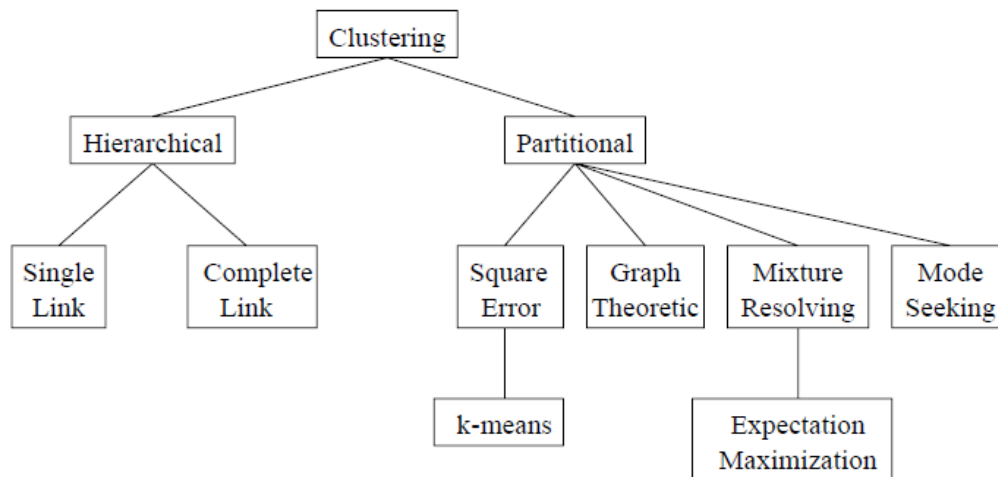 Clustering
Hierarchical
Partitional
Single
Link
Complete
Link
Square
Error
Graph
Theoretic
Mixture
Resolving
Mode
Seeking
k-means
Expectation
Maximization